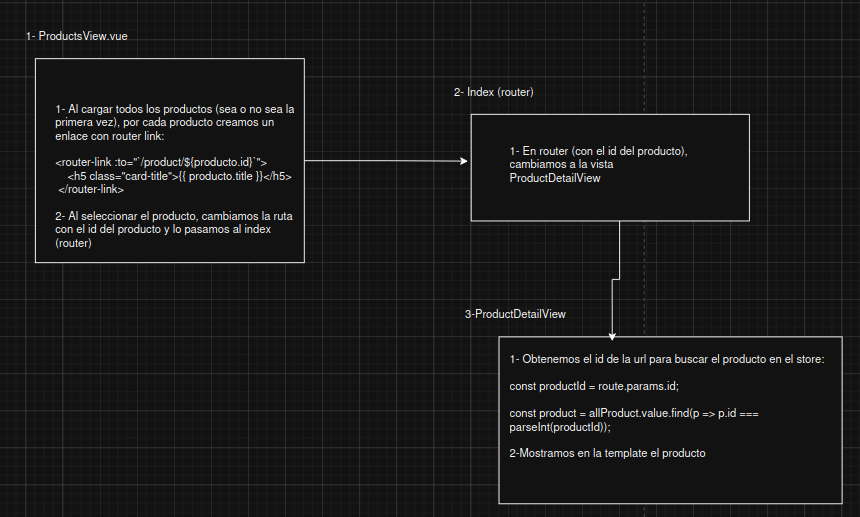 1- ProductsView.vue
1- Al cargar todos los productos (sea o no sea la
primera vez), por cada producto creamos un
enlace con router link:
<router-link :to="`/product/${producto.id}`">
<h5 class="card-title">{{ producto.title }}</h5>
</router-link>
2- Al seleccionar el producto, cambiamos la ruta
con el id del producto y lo pasamos al index
(router)
2- Index (router)
1- En router (con el id del producto),
cambiamos a la vista
ProductDetailView
3-ProductDetailView
1- Obtenemos el id de la url para buscar el producto en el store:
const productId = route.params.id;
const product = allProduct.value.find(p => p.id ===
parseInt(productId));
2-Mostramos en la template el producto